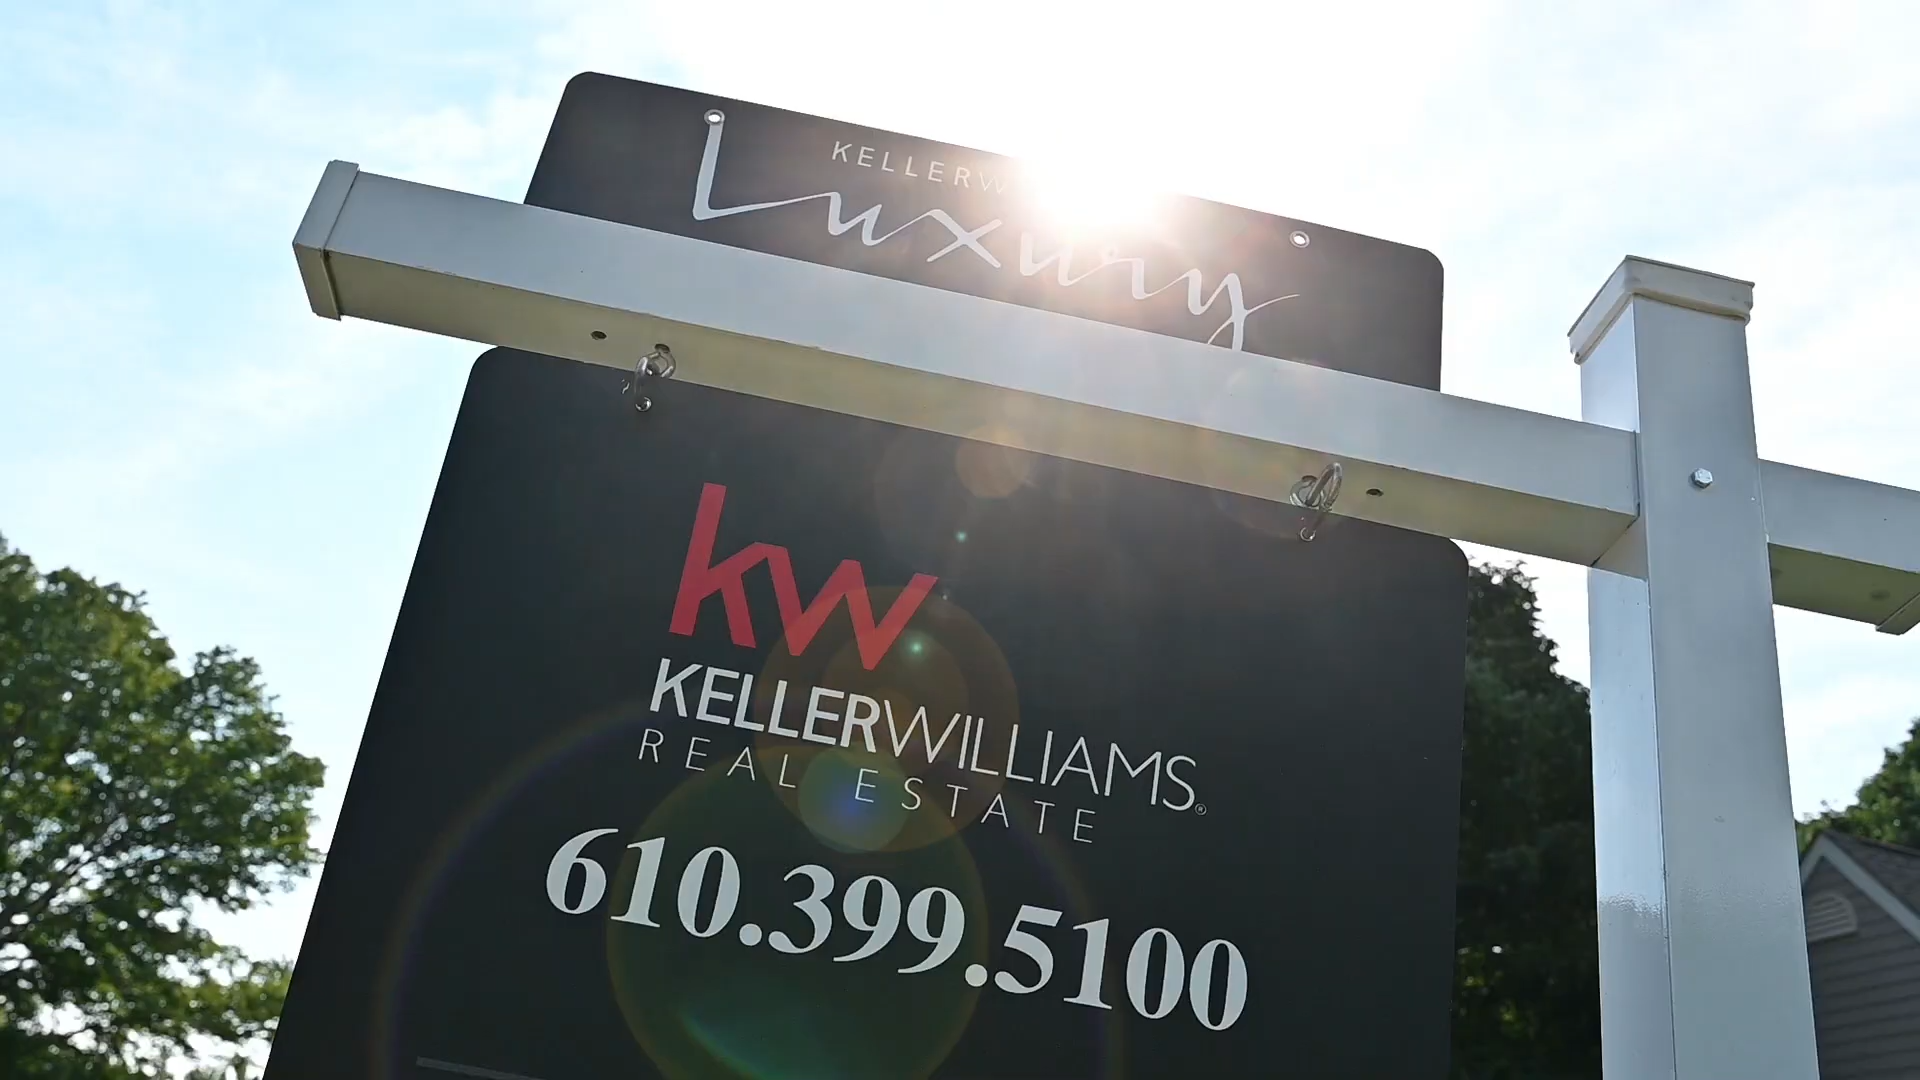 KELLERW
Luxury
kw
KELLERWILLIAMS®
REAL ESTATE
610.399.5100